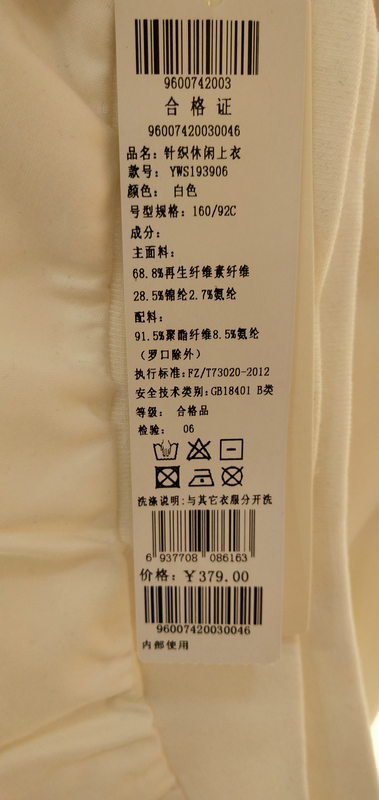 9600742003
合格证
96007420030046
品名：针织休闲上衣
款号：YWS193906
颜色：白色
号型规格：160/92C
成分：
主面料：
68.8%再生纤维素纤维
28.5%锦纶2.7%氨纶
配料：
91.5%聚酯纤维8.5%氨纶
（罗口除外）
执行标准：FZ/T73020-2012
安全技术类别：GB18401 B类
等级： 合格品
检验： 06
洗涤说明：与其它衣服分开洗
6 937708 086163
价格：￥379.00
96007420030046
内部使用